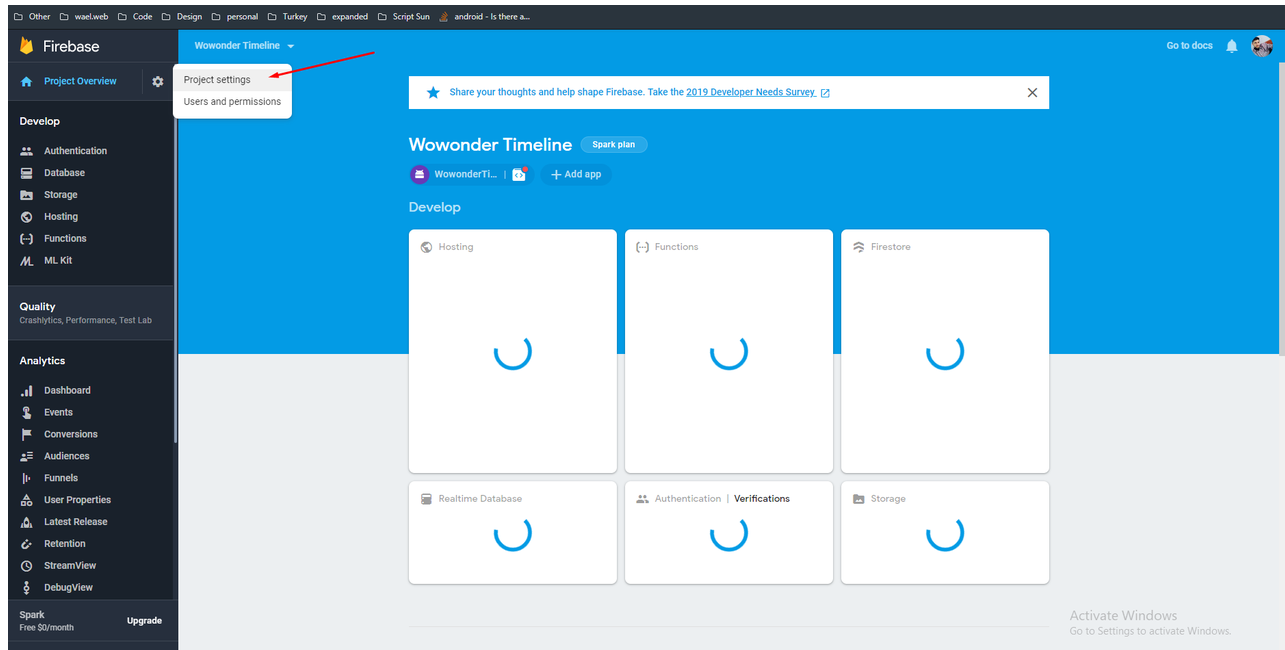 Other wael.web Code Design personal Turkey expanded Script Sun android - Is there a...
Firebase
Wowonder Timeline
Go to docs
Project Overview
Project settings
Users and permissions
Share your thoughts and help shape Firebase. Take the 2019 Developer Needs Survey
Develop
Authentication
Database
Storage
Hosting
Functions
ML Kit
Quality
Crashlytics, Performance, Test Lab
Analytics
Dashboard
Events
Conversions
Audiences
Funnels
User Properties
Latest Release
Retention
StreamView
DebugView
Spark
Free $0/month
Upgrade
Wowonder Timeline Spark plan
WowonderTi... | + Add app
Develop
Hosting
Functions
Firestore
Realtime Database
Authentication | Verifications
Storage
Activate Windows
Go to Settings to activate Windows.